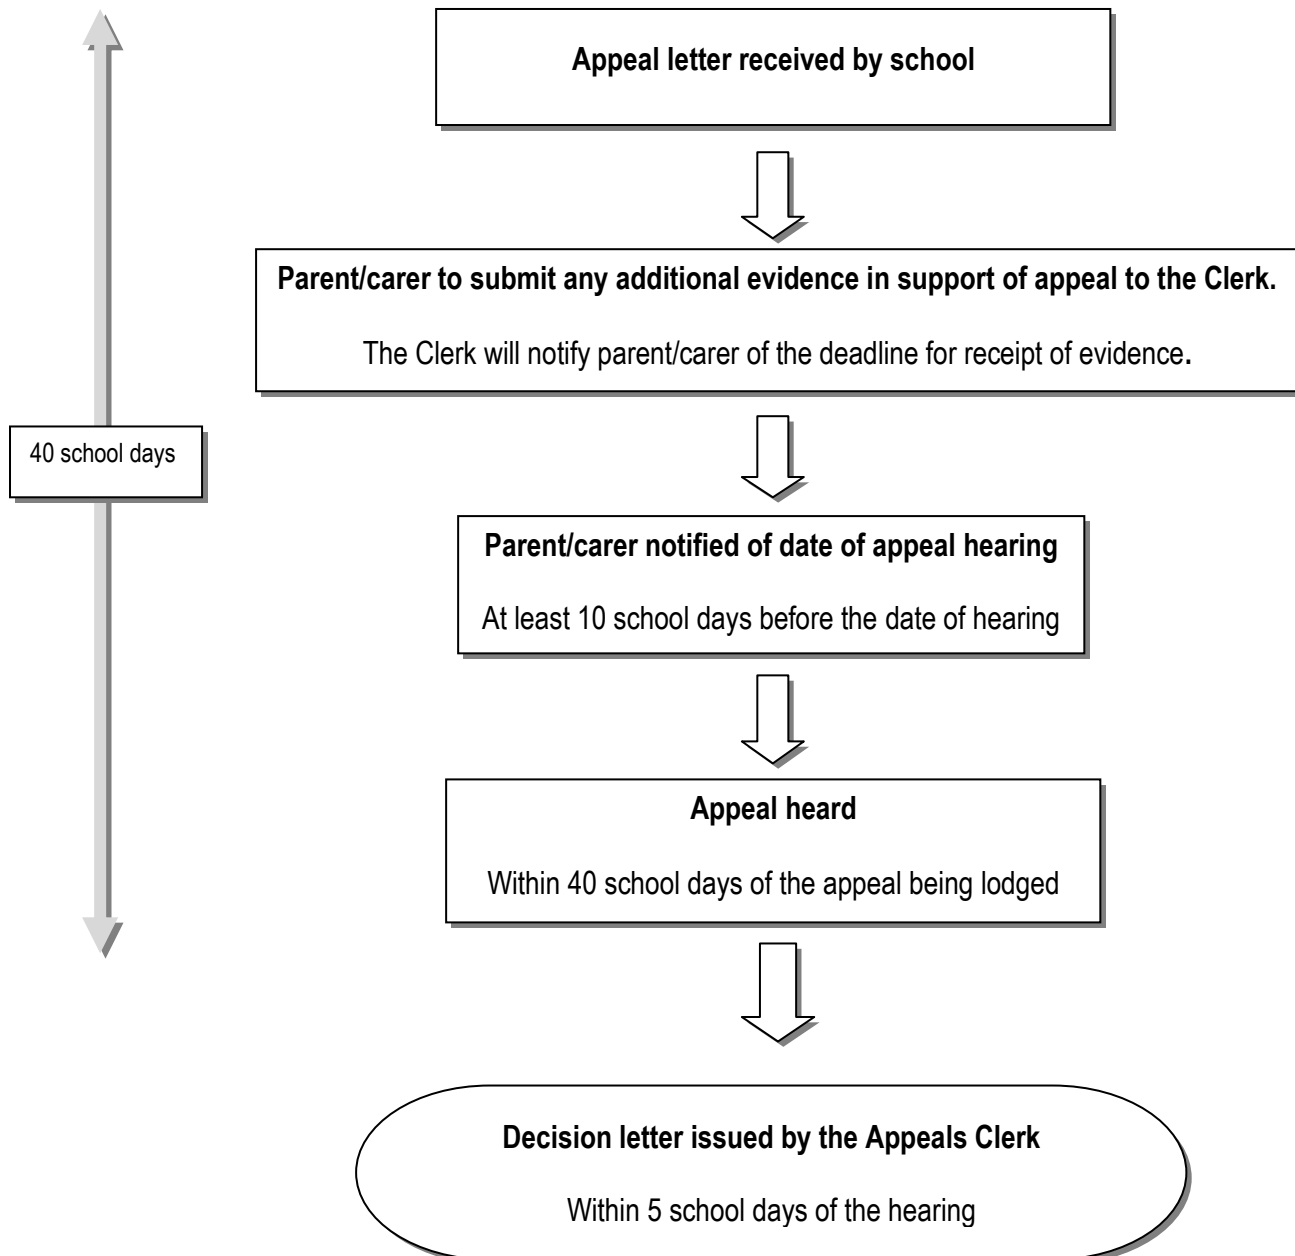 Appeal letter received by school
Parent/carer to submit any additional evidence in support of appeal to the Clerk.
The Clerk will notify parent/carer of the deadline for receipt of evidence.
40 school days
Parent/carer notified of date of appeal hearing
At least 10 school days before the date of hearing
Appeal heard
Within 40 school days of the appeal being lodged
Decision letter issued by the Appeals Clerk
Within 5 school days of the hearing